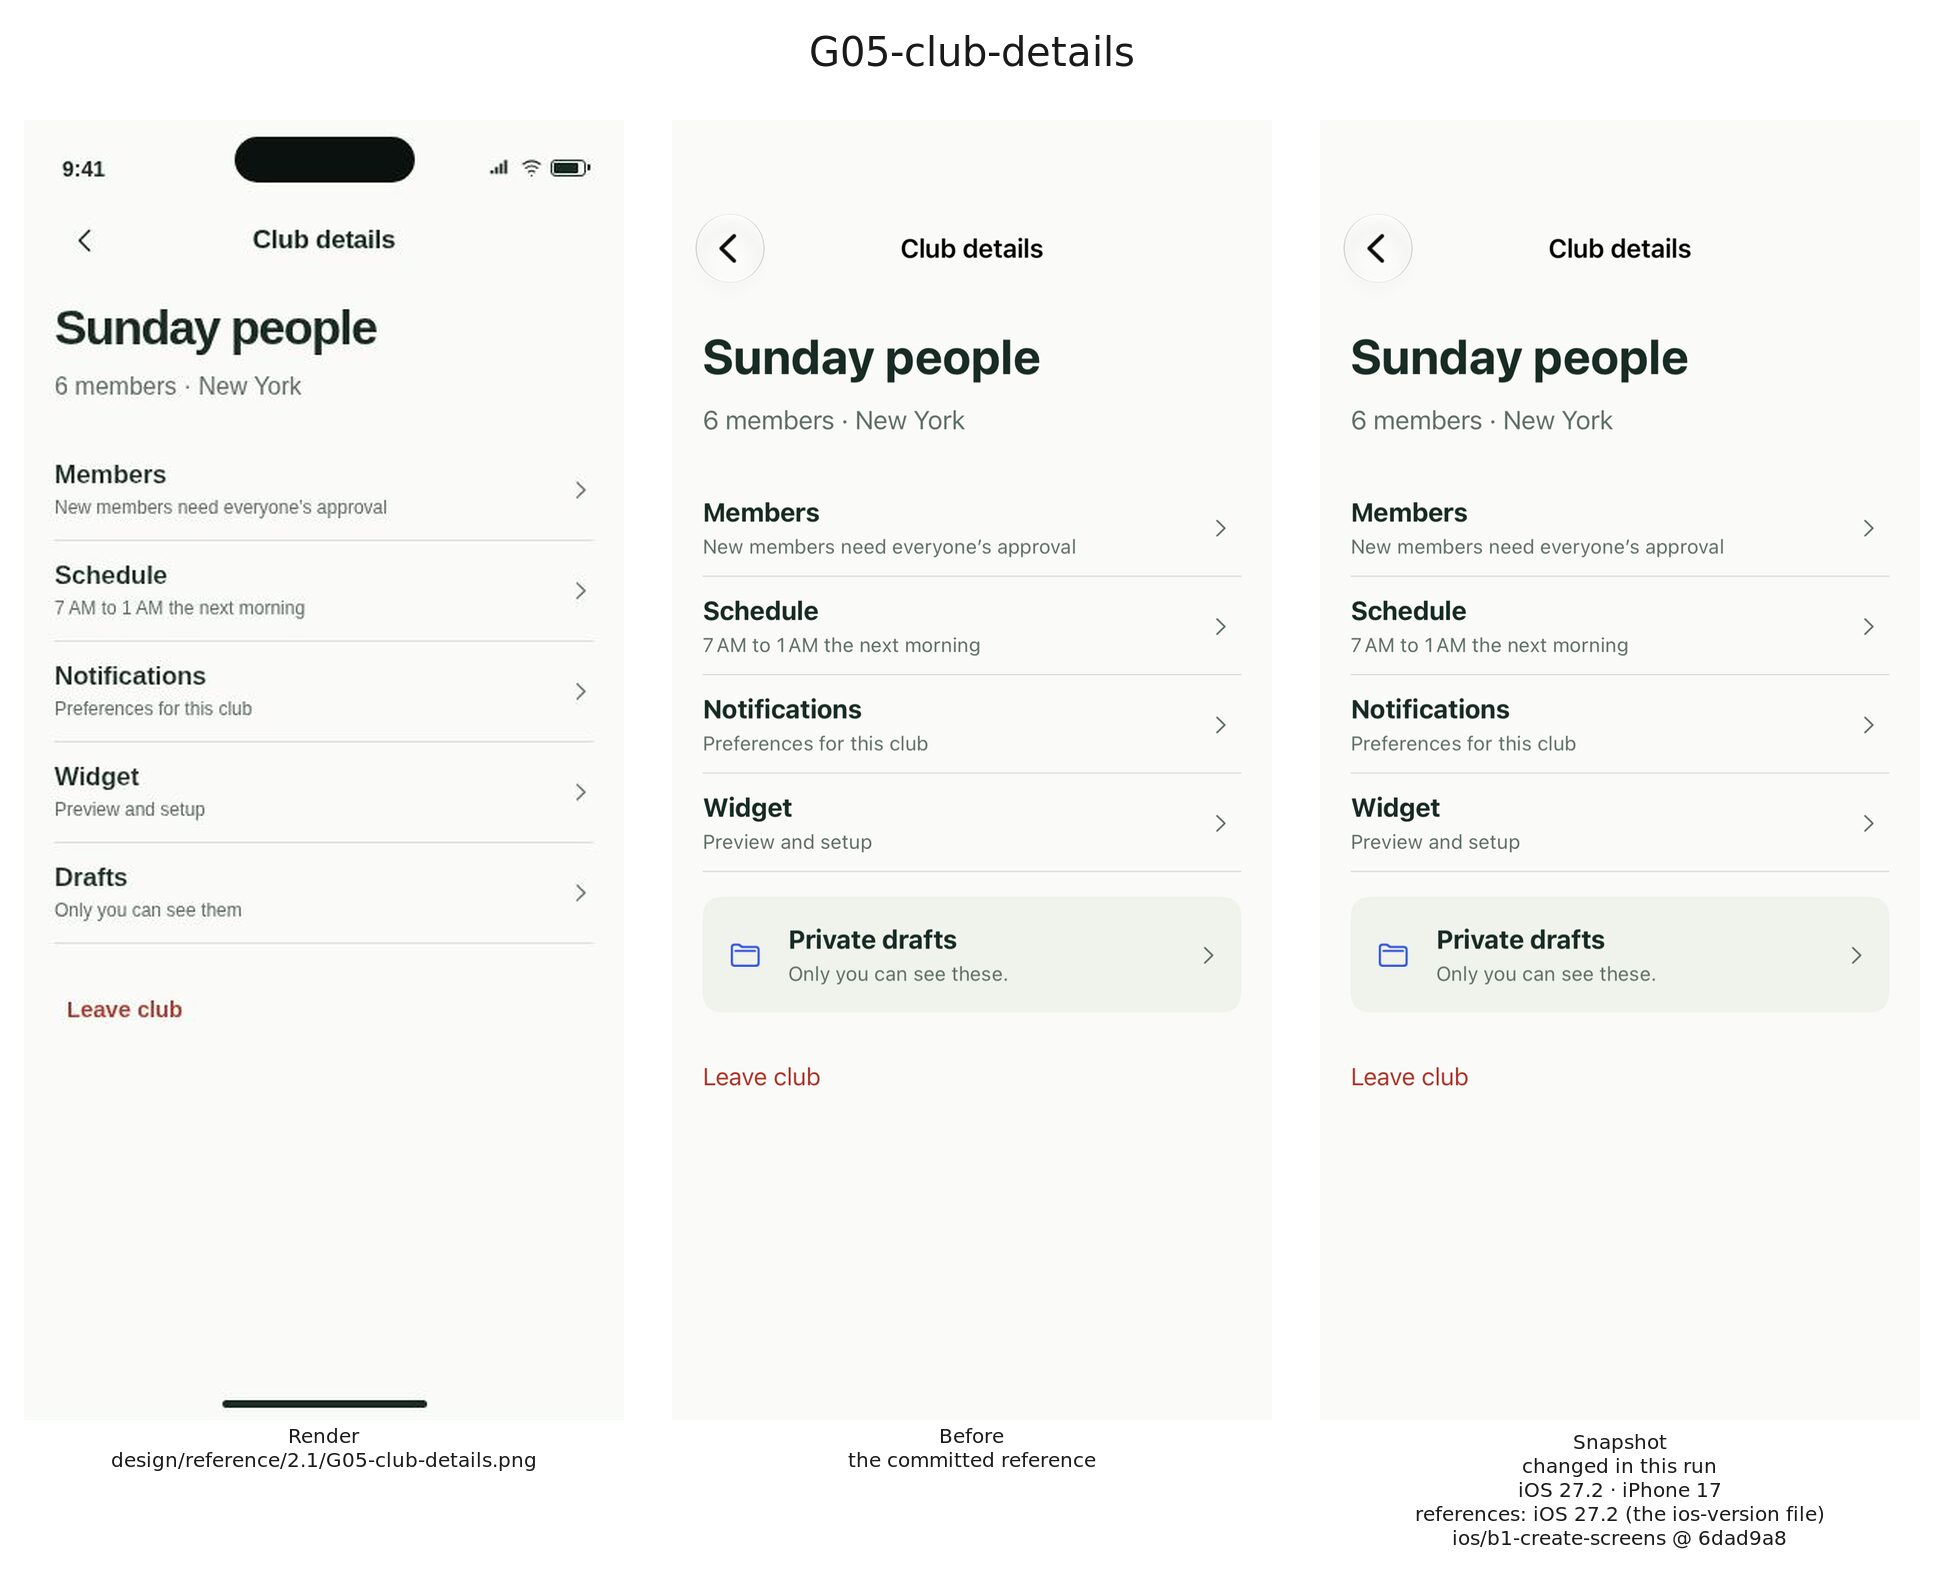 G05-club-details
9:41
Club details
Sunday people
6 members · New York
Members
New members need everyone's approval
Schedule
7 AM to 1 AM the next morning
Notifications
Preferences for this club
Widget
Preview and setup
Drafts
Only you can see them
Leave club
Render
design/reference/2.1/G05-club-details.png
Club details
Sunday people
6 members · New York
Members
New members need everyone’s approval
Schedule
7 AM to 1 AM the next morning
Notifications
Preferences for this club
Widget
Preview and setup
Private drafts
Only you can see these.
Leave club
Before
the committed reference
Club details
Sunday people
6 members · New York
Members
New members need everyone’s approval
Schedule
7 AM to 1 AM the next morning
Notifications
Preferences for this club
Widget
Preview and setup
Private drafts
Only you can see these.
Leave club
Snapshot
changed in this run
iOS 27.2 · iPhone 17
references: iOS 27.2 (the ios-version file)
ios/b1-create-screens @ 6dad9a8